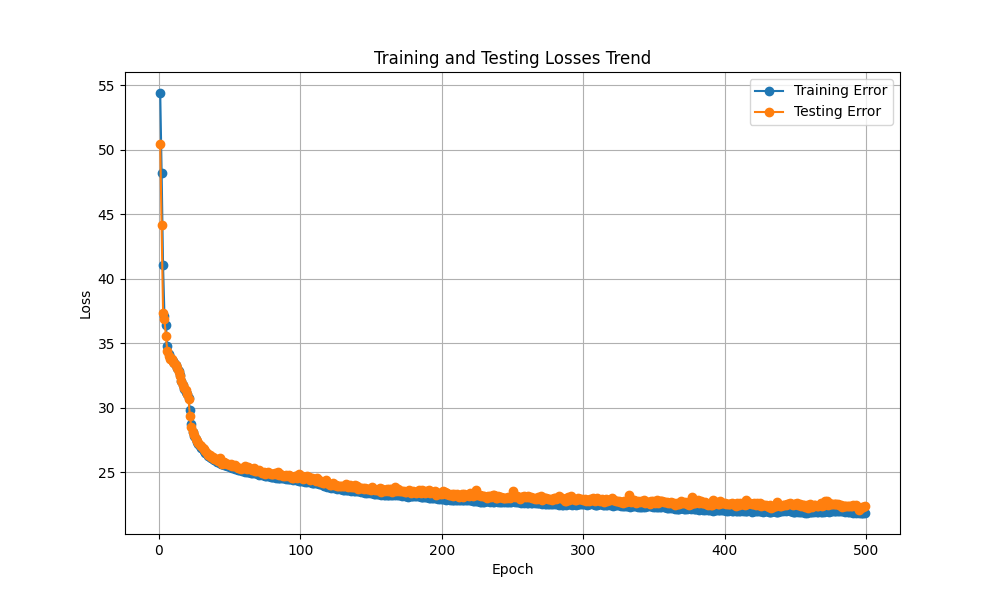 Training and Testing Losses Trend
Training Error
Testing Error
55
50
45
40
35
30
25
Loss
0
100
200
300
400
500
Epoch